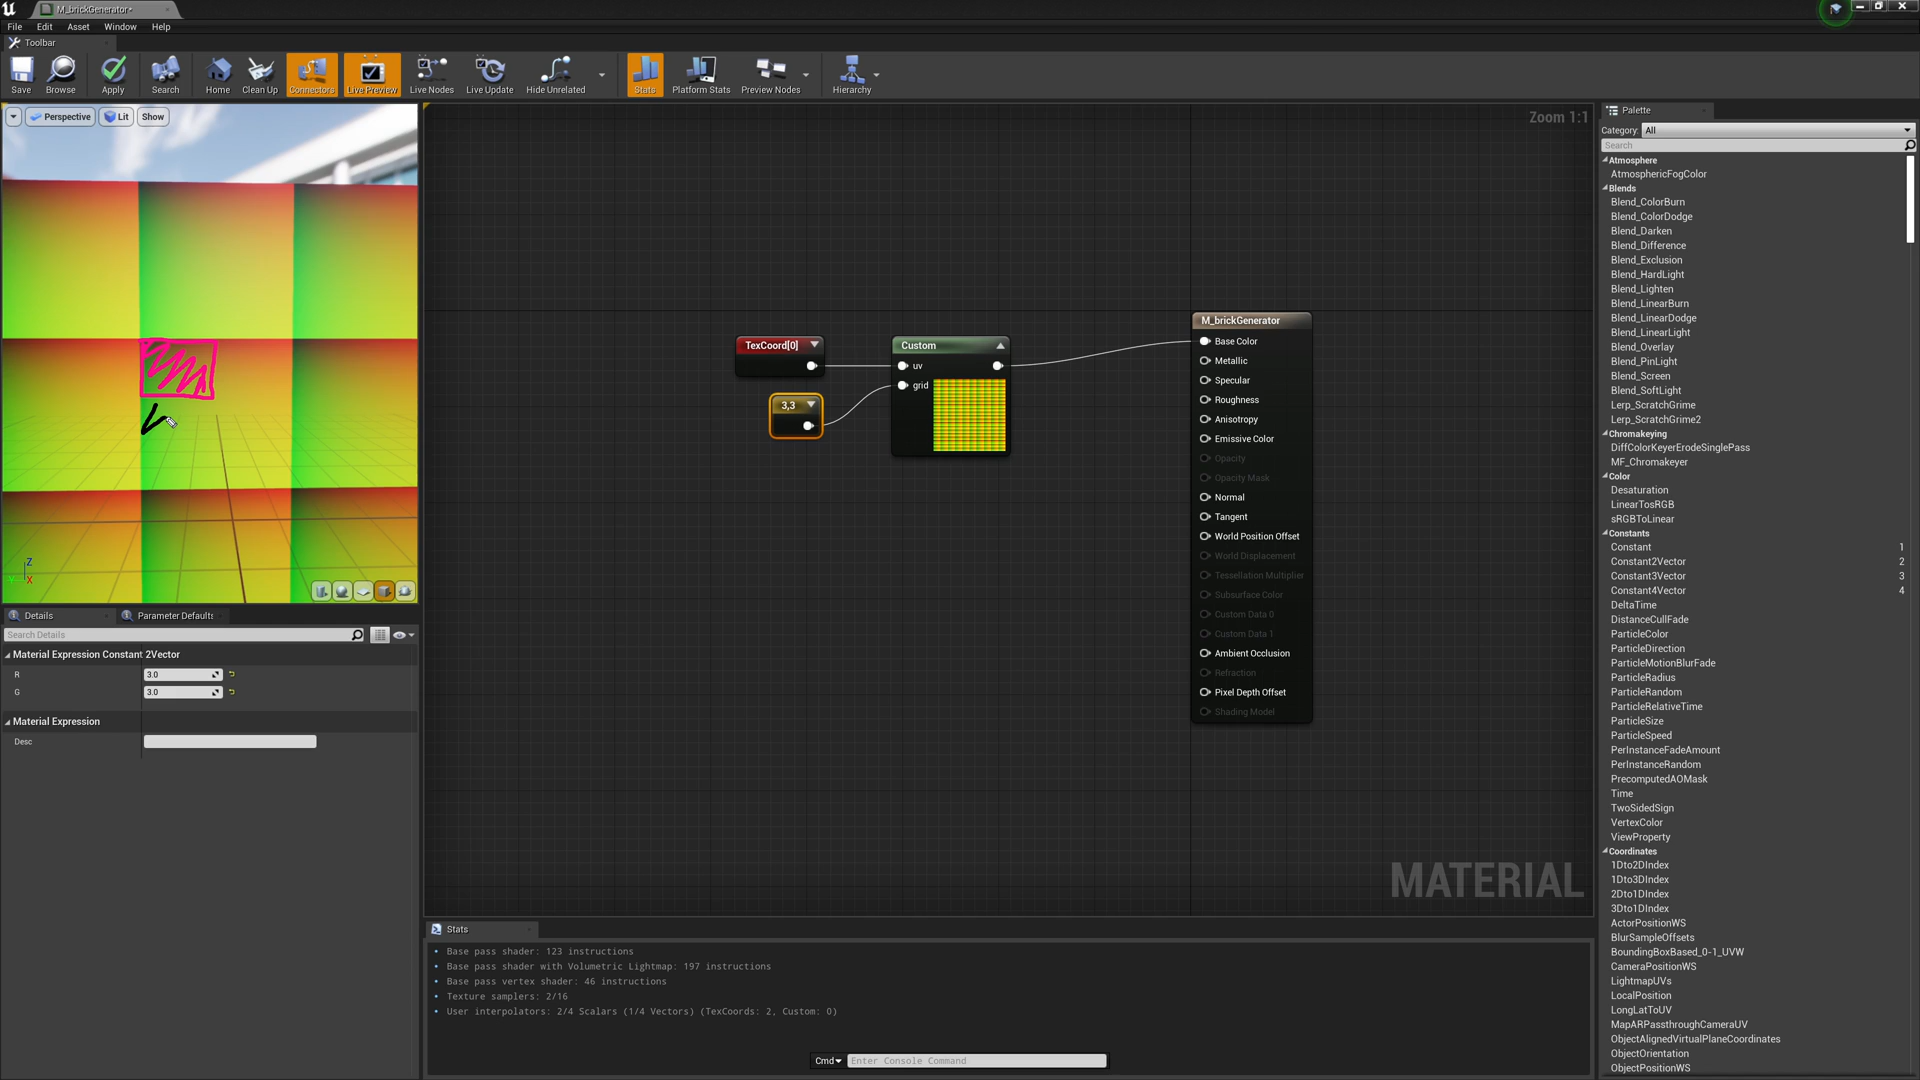 M_brickGenerator*
File Edit Asset Window Help
Toolbar
Save Browse Apply Search Home Clean Up Connectors Live Preview Live Nodes Live Update Hide Unrelated Stats Platform Stats Preview Nodes Hierarchy
Perspective Lit Show
Z
Y X
Zoom 1:1
TexCoord[0]
3,3
Custom
uv
grid
M_brickGenerator
Base Color
Metallic
Specular
Roughness
Anisotropy
Emissive Color
Opacity
Opacity Mask
Normal
Tangent
World Position Offset
World Displacement
Tessellation Multiplier
Subsurface Color
Custom Data 0
Custom Data 1
Ambient Occlusion
Refraction
Pixel Depth Offset
Shading Model
MATERIAL
Details Parameter Defaults
Search Details
Material Expression Constant 2Vector
R 3.0
G 3.0
Material Expression
Desc
Stats
Base pass shader: 123 instructions
Base pass shader with Volumetric Lightmap: 197 instructions
Base pass vertex shader: 46 instructions
Texture samplers: 2/16
User interpolators: 2/4 Scalars (1/4 Vectors) (TexCoords: 2, Custom: 0)
Cmd Enter Console Command
Palette
Category: All
Search
Atmosphere
AtmosphericFogColor
Blends
Blend_ColorBurn
Blend_ColorDodge
Blend_Darken
Blend_Difference
Blend_Exclusion
Blend_HardLight
Blend_Lighten
Blend_LinearBurn
Blend_LinearDodge
Blend_LinearLight
Blend_Overlay
Blend_PinLight
Blend_Screen
Blend_SoftLight
Lerp_ScratchGrime
Lerp_ScratchGrime2
Chromakeying
DiffColorKeyerErodeSinglePass
MF_Chromakeyer
Color
Desaturation
LinearTosRGB
sRGBToLinear
Constants
Constant 1
Constant2Vector 2
Constant3Vector 3
Constant4Vector 4
DeltaTime
DistanceCullFade
ParticleColor
ParticleDirection
ParticleMotionBlurFade
ParticleRadius
ParticleRandom
ParticleRelativeTime
ParticleSize
ParticleSpeed
PerInstanceFadeAmount
PerInstanceRandom
PrecomputedAOMask
Time
TwoSidedSign
VertexColor
ViewProperty
Coordinates
1Dto2DIndex
1Dto3DIndex
2Dto1DIndex
3Dto1DIndex
ActorPositionWS
BlurSampleOffsets
BoundingBoxBased_0-1_UVW
CameraPositionWS
LightmapUVs
LocalPosition
LongLatToUV
MapARPassthroughCameraUV
ObjectAlignedVirtualPlaneCoordinates
ObjectOrientation
ObjectPositionWS